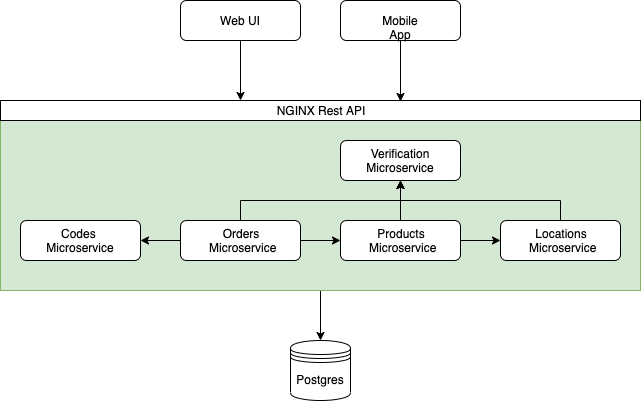 Web UI
Mobile
App
NGINX Rest API
Verification
Microservice
Codes
Microservice
Orders
Microservice
Products
Microservice
Locations
Microservice
Postgres